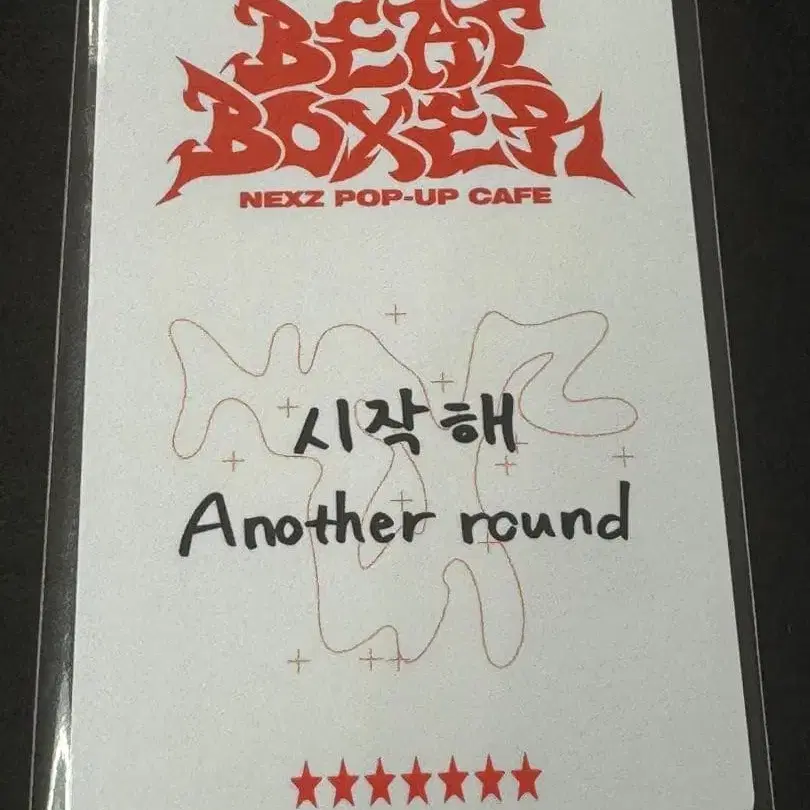 BEAT
BOXER
NEXZ POP-UP CAFE
시작해
Another round